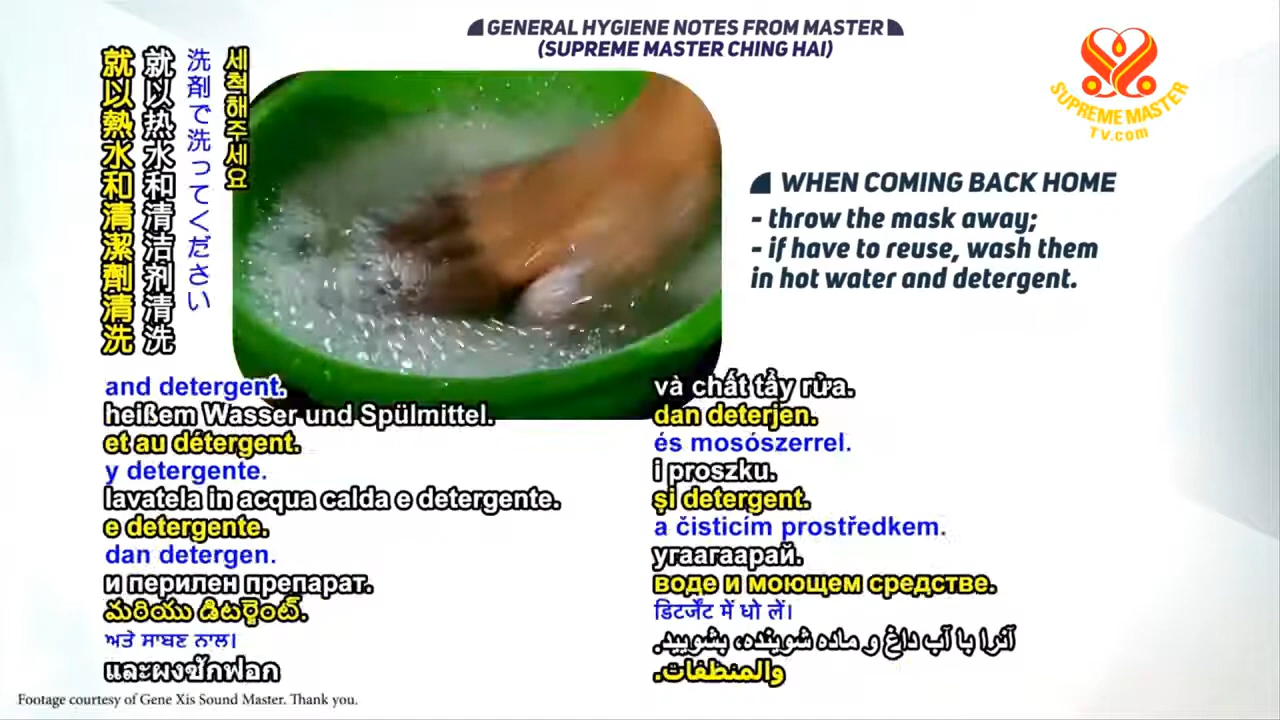 GENERAL HYGIENE NOTES FROM MASTER
(SUPREME MASTER CHING HAI)
SUPREME MASTER
TV.com
就以熱水和清潔劑清洗
就以热水和清洁剂清洗
洗剤で洗ってください
세척해주세요
WHEN COMING BACK HOME
- throw the mask away;
- if have to reuse, wash them
in hot water and detergent.
and detergent.
heißem Wasser und Spülmittel.
et au détergent.
y detergente.
lavatela in acqua calda e detergente.
e detergente.
dan detergen.
и перилен препарат.
మరియు డిటర్జెంట్.
ਅਤੇ ਸਾਬਣ ਨਾਲ।
และผงซักฟอก
và chất tẩy rửa.
dan deterjen.
és mosószerrel.
i proszku.
și detergent.
a čisticím prostředkem.
угаагаарай.
воде и моющем средстве.
डिटर्जेंट में धो लें।
آنرا با آب داغ و ماده شوینده، بشویید.
والمنظفات.
Footage courtesy of Gene Xis Sound Master. Thank you.